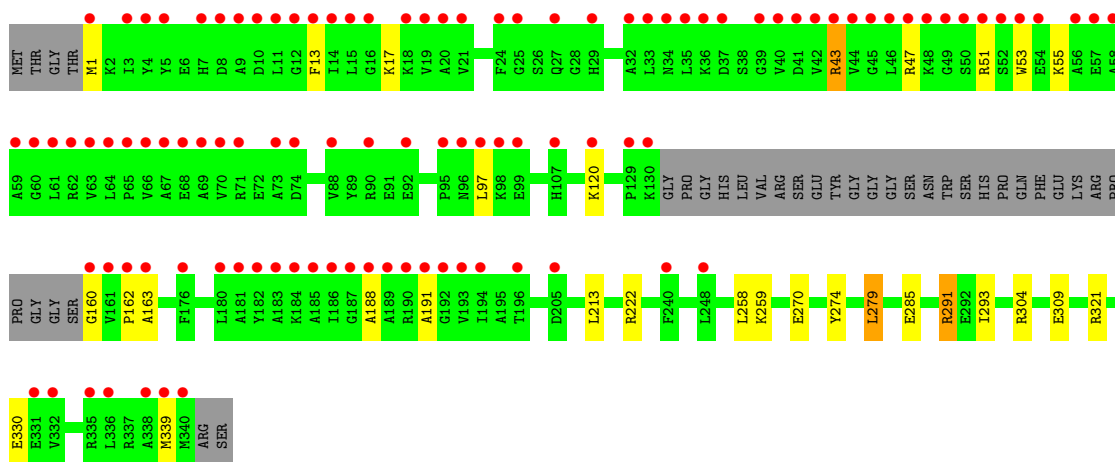 MET THR GLY THR M1 K2 I3 Y4 Y5 E6 H7 D8 A9 D10 L11 G12 F13 I14 L15 G16 K17 K18 V19 A20 V21 F24 G25 S26 Q27 G28 H29 A32 L33 N34 L35 K36 D37 S38 G39 V40 D41 V42 R43 V44 G45 L46 R47 K48 G49 S50 R51 S52 W53 E54 K55 A56 E57 A58
A59 G60 L61 R62 V63 L64 P65 V66 A67 E68 A69 V70 R71 E72 A73 D74 V88 Y89 R90 E91 E92 P95 N96 L97 K98 E99 H107 K120 P129 K130 GLY PRO GLY HIS LEU VAL ARG SER GLU TYR GLY GLY GLY SER ASN TRP SER HIS PRO GLN PHE GLU LYS ARG PRO
PRO GLY GLY SER G160 V161 P162 A163 F176 L180 A181 Y182 A183 K184 A185 I186 G187 A188 A189 R190 A191 G192 V193 I194 A195 T196 D205 L213 R222 F240 L248 L258 K259 E270 Y274 L279 E285 R291 E292 I293 R304 E309 R321
E330 E331 V332 R335 L336 R337 A338 M339 M340 ARG SER